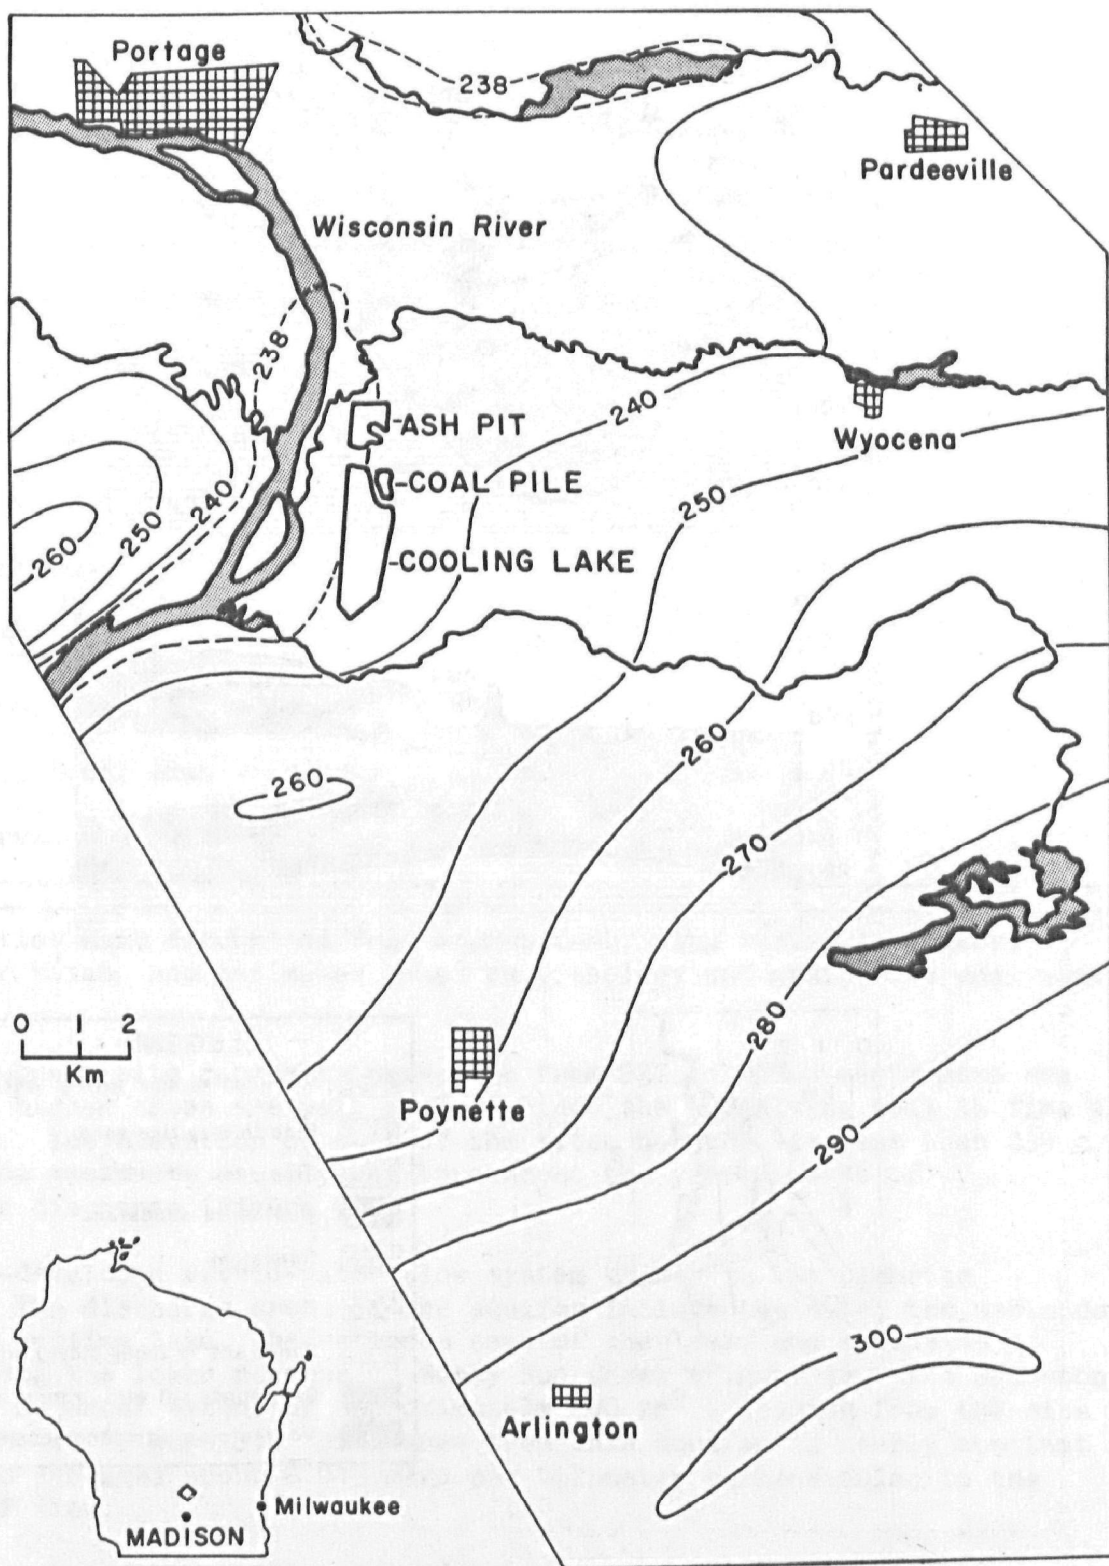 Portage
238
Pardeeville
Wisconsin River
238
240
ASH PIT
Wyocena
COAL PILE
250
240
250
260
COOLING LAKE
260
260
270
280
0 1 2
Km
Poynette
290
300
Arlington
Milwaukee
MADISON